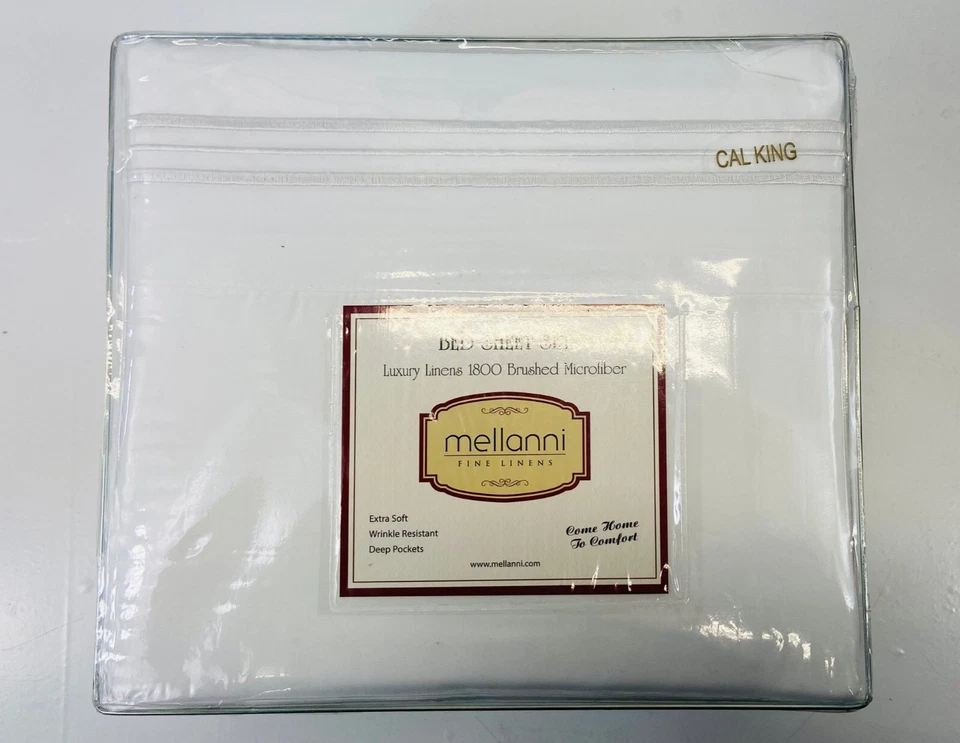 CAL KING
BED SHEET SET
Luxury Linens 1800 Brushed Microfiber
mellanni
FINE LINENS
Extra Soft
Wrinkle Resistant
Deep Pockets
Come Home
To Comfort
www.mellanni.com